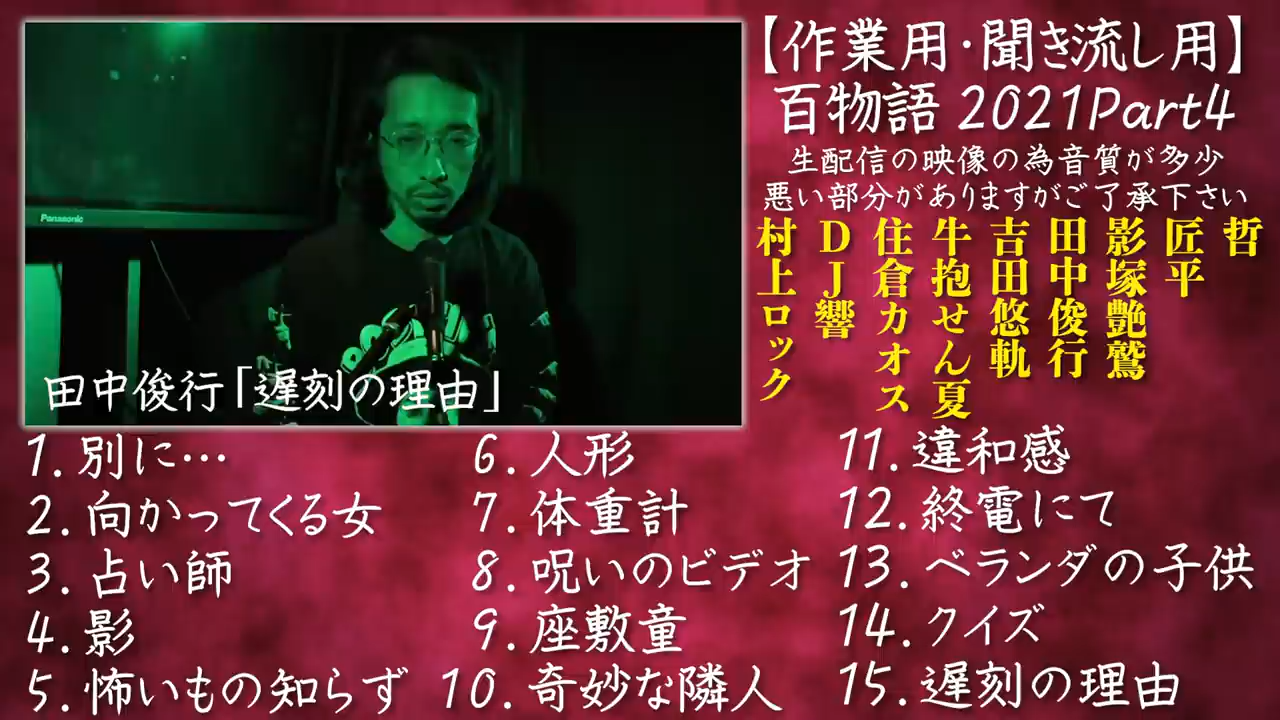 【作業用・聞き流し用】
百物語 2021Part4
生配信の映像の為音質が多少
悪い部分がありますがご了承下さい
哲
匠平
影塚艶鷲
田中俊行
吉田悠軌
牛抱せん夏
住倉カオス
DJ響
村上ロック
Panasonic
田中俊行「遅刻の理由」
1. 別に…
2. 向かってくる女
3. 占い師
4. 影
5. 怖いもの知らず
6. 人形
7. 体重計
8. 呪いのビデオ
9. 座敷童
10. 奇妙な隣人
11. 違和感
12. 終電にて
13. ベランダの子供
14. クイズ
15. 遅刻の理由